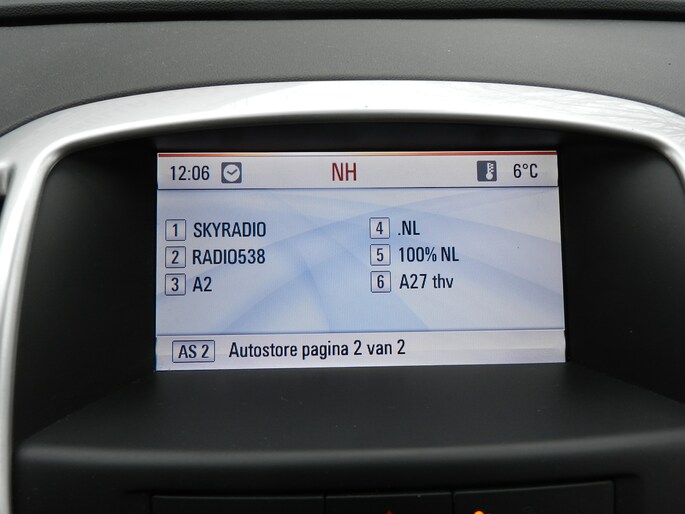 12:06 NH 6°C
1 SKYRADIO
2 RADIO538
3 A2
4 .NL
5 100% NL
6 A27 thv
AS 2 Autostore pagina 2 van 2